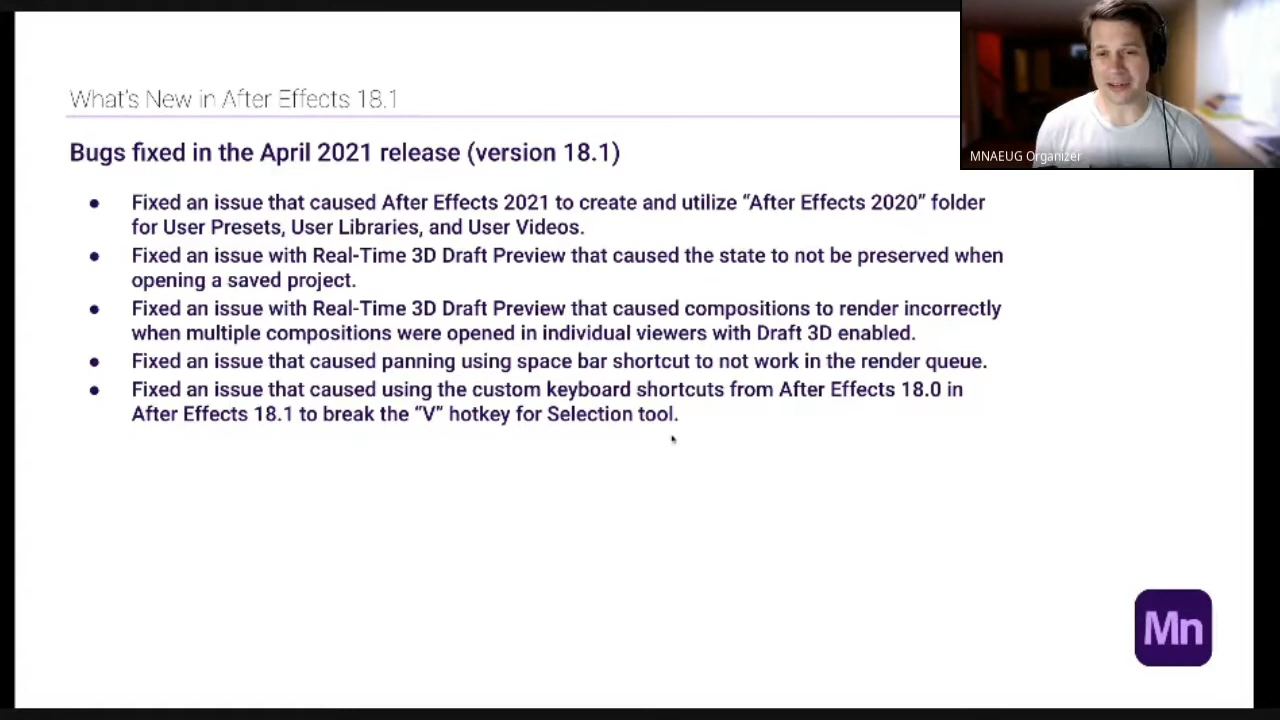 What's New in After Effects 18.1
MNAEUG Organizer
Bugs fixed in the April 2021 release (version 18.1)
● Fixed an issue that caused After Effects 2021 to create and utilize “After Effects 2020” folder
for User Presets, User Libraries, and User Videos.
● Fixed an issue with Real-Time 3D Draft Preview that caused the state to not be preserved when
opening a saved project.
● Fixed an issue with Real-Time 3D Draft Preview that caused compositions to render incorrectly
when multiple compositions were opened in individual viewers with Draft 3D enabled.
● Fixed an issue that caused panning using space bar shortcut to not work in the render queue.
● Fixed an issue that caused using the custom keyboard shortcuts from After Effects 18.0 in
After Effects 18.1 to break the “V” hotkey for Selection tool.
Mn